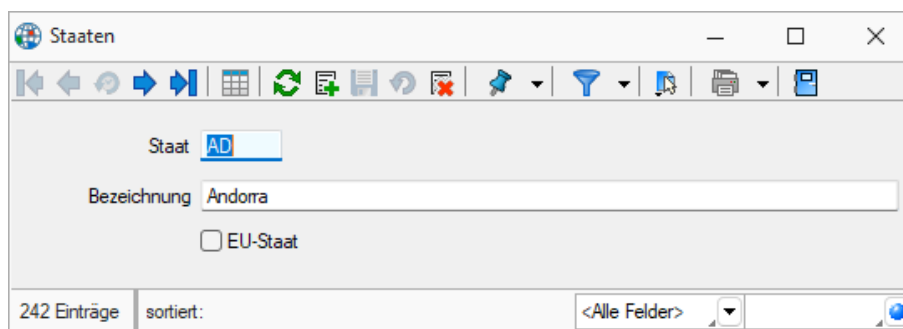 Staaten
Staat AD
Bezeichnung Andorra
EU-Staat
242 Einträge sortiert: <Alle Felder>